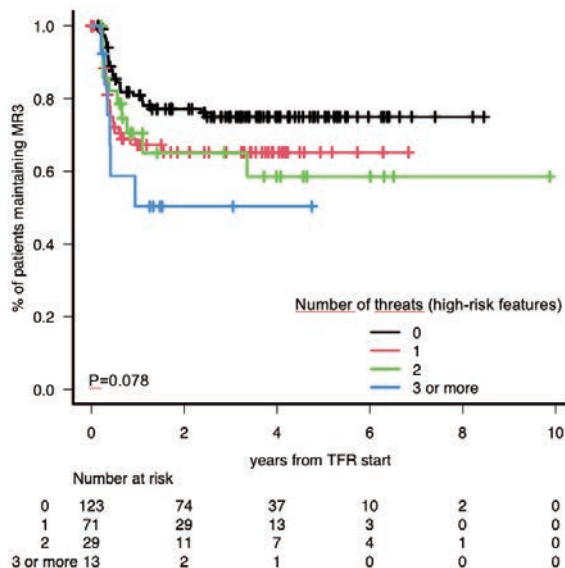 % of patients maintaining MR3
1.0
0.8
0.6
0.4
0.2
0.0
Number of threats (high-risk features)
0
1
2
3 or more
P=0.078
0 2 4 6 8 10
years from TFR start
Number at risk
0 123 74 37 10 2 0
1 71 29 13 3 0 0
2 29 11 7 4 1 0
3 or more 13 2 1 0 0 0